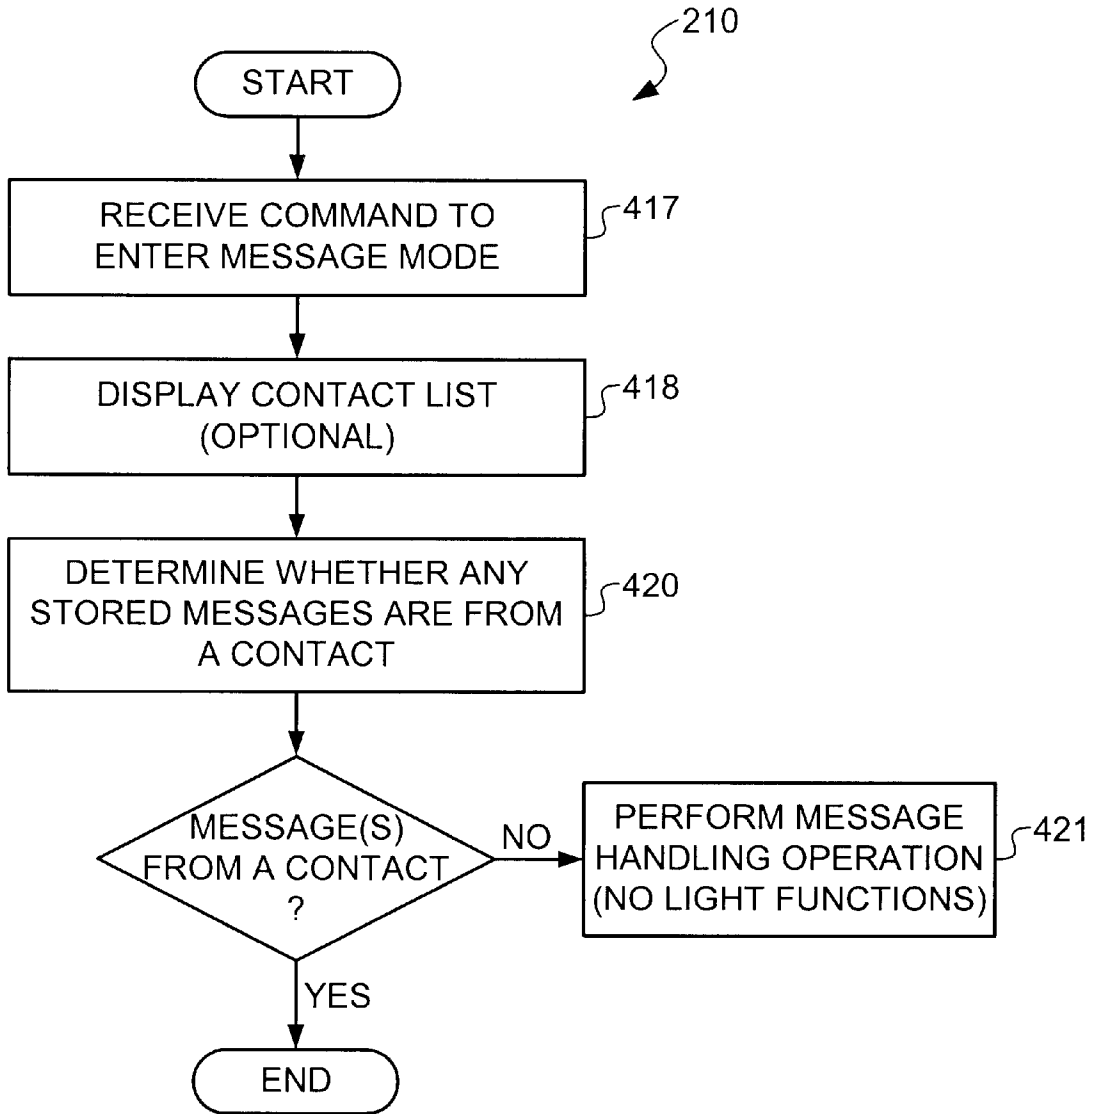 210
START
RECEIVE COMMAND TO
ENTER MESSAGE MODE
417
DISPLAY CONTACT LIST
(OPTIONAL)
418
DETERMINE WHETHER ANY
STORED MESSAGES ARE FROM
A CONTACT
420
MESSAGE(S)
FROM A CONTACT
?
NO
PERFORM MESSAGE
HANDLING OPERATION
(NO LIGHT FUNCTIONS)
421
YES
END